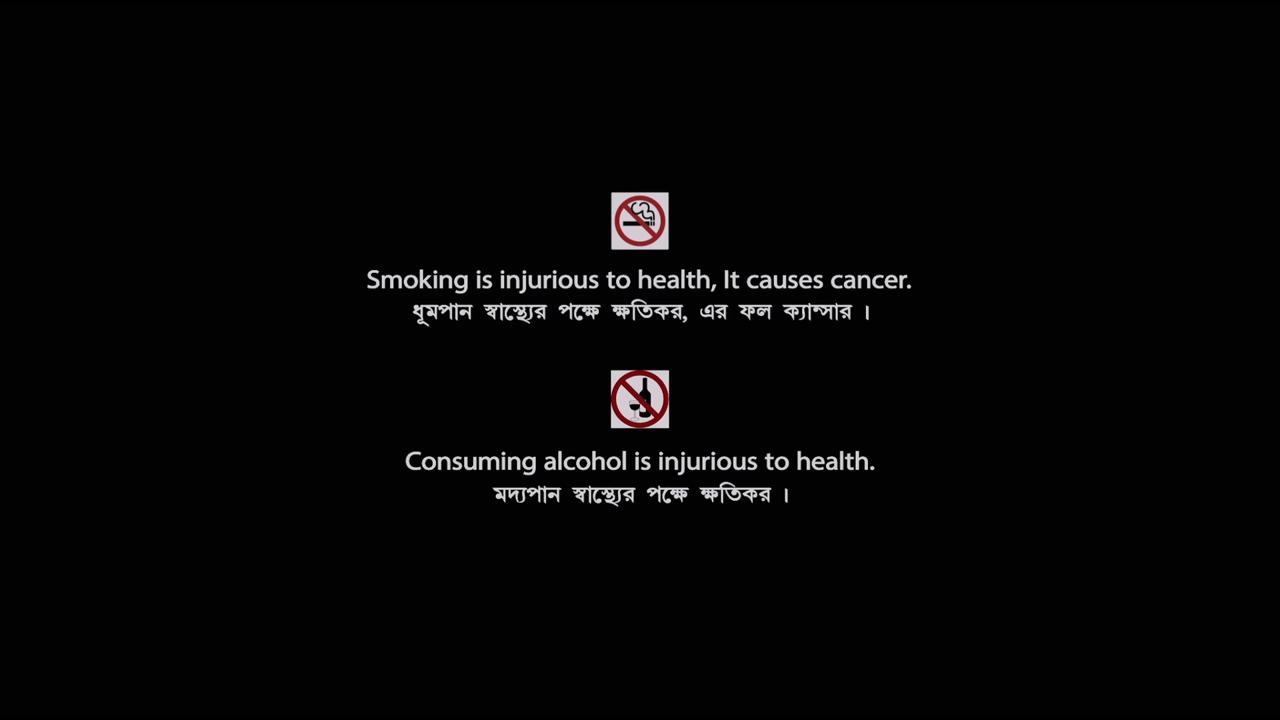 Smoking is injurious to health, It causes cancer.
ধূমপান স্বাস্থ্যের পক্ষে ক্ষতিকর, এর ফল ক্যান্সার ।
Consuming alcohol is injurious to health.
মদ্যপান স্বাস্থ্যের পক্ষে ক্ষতিকর ।